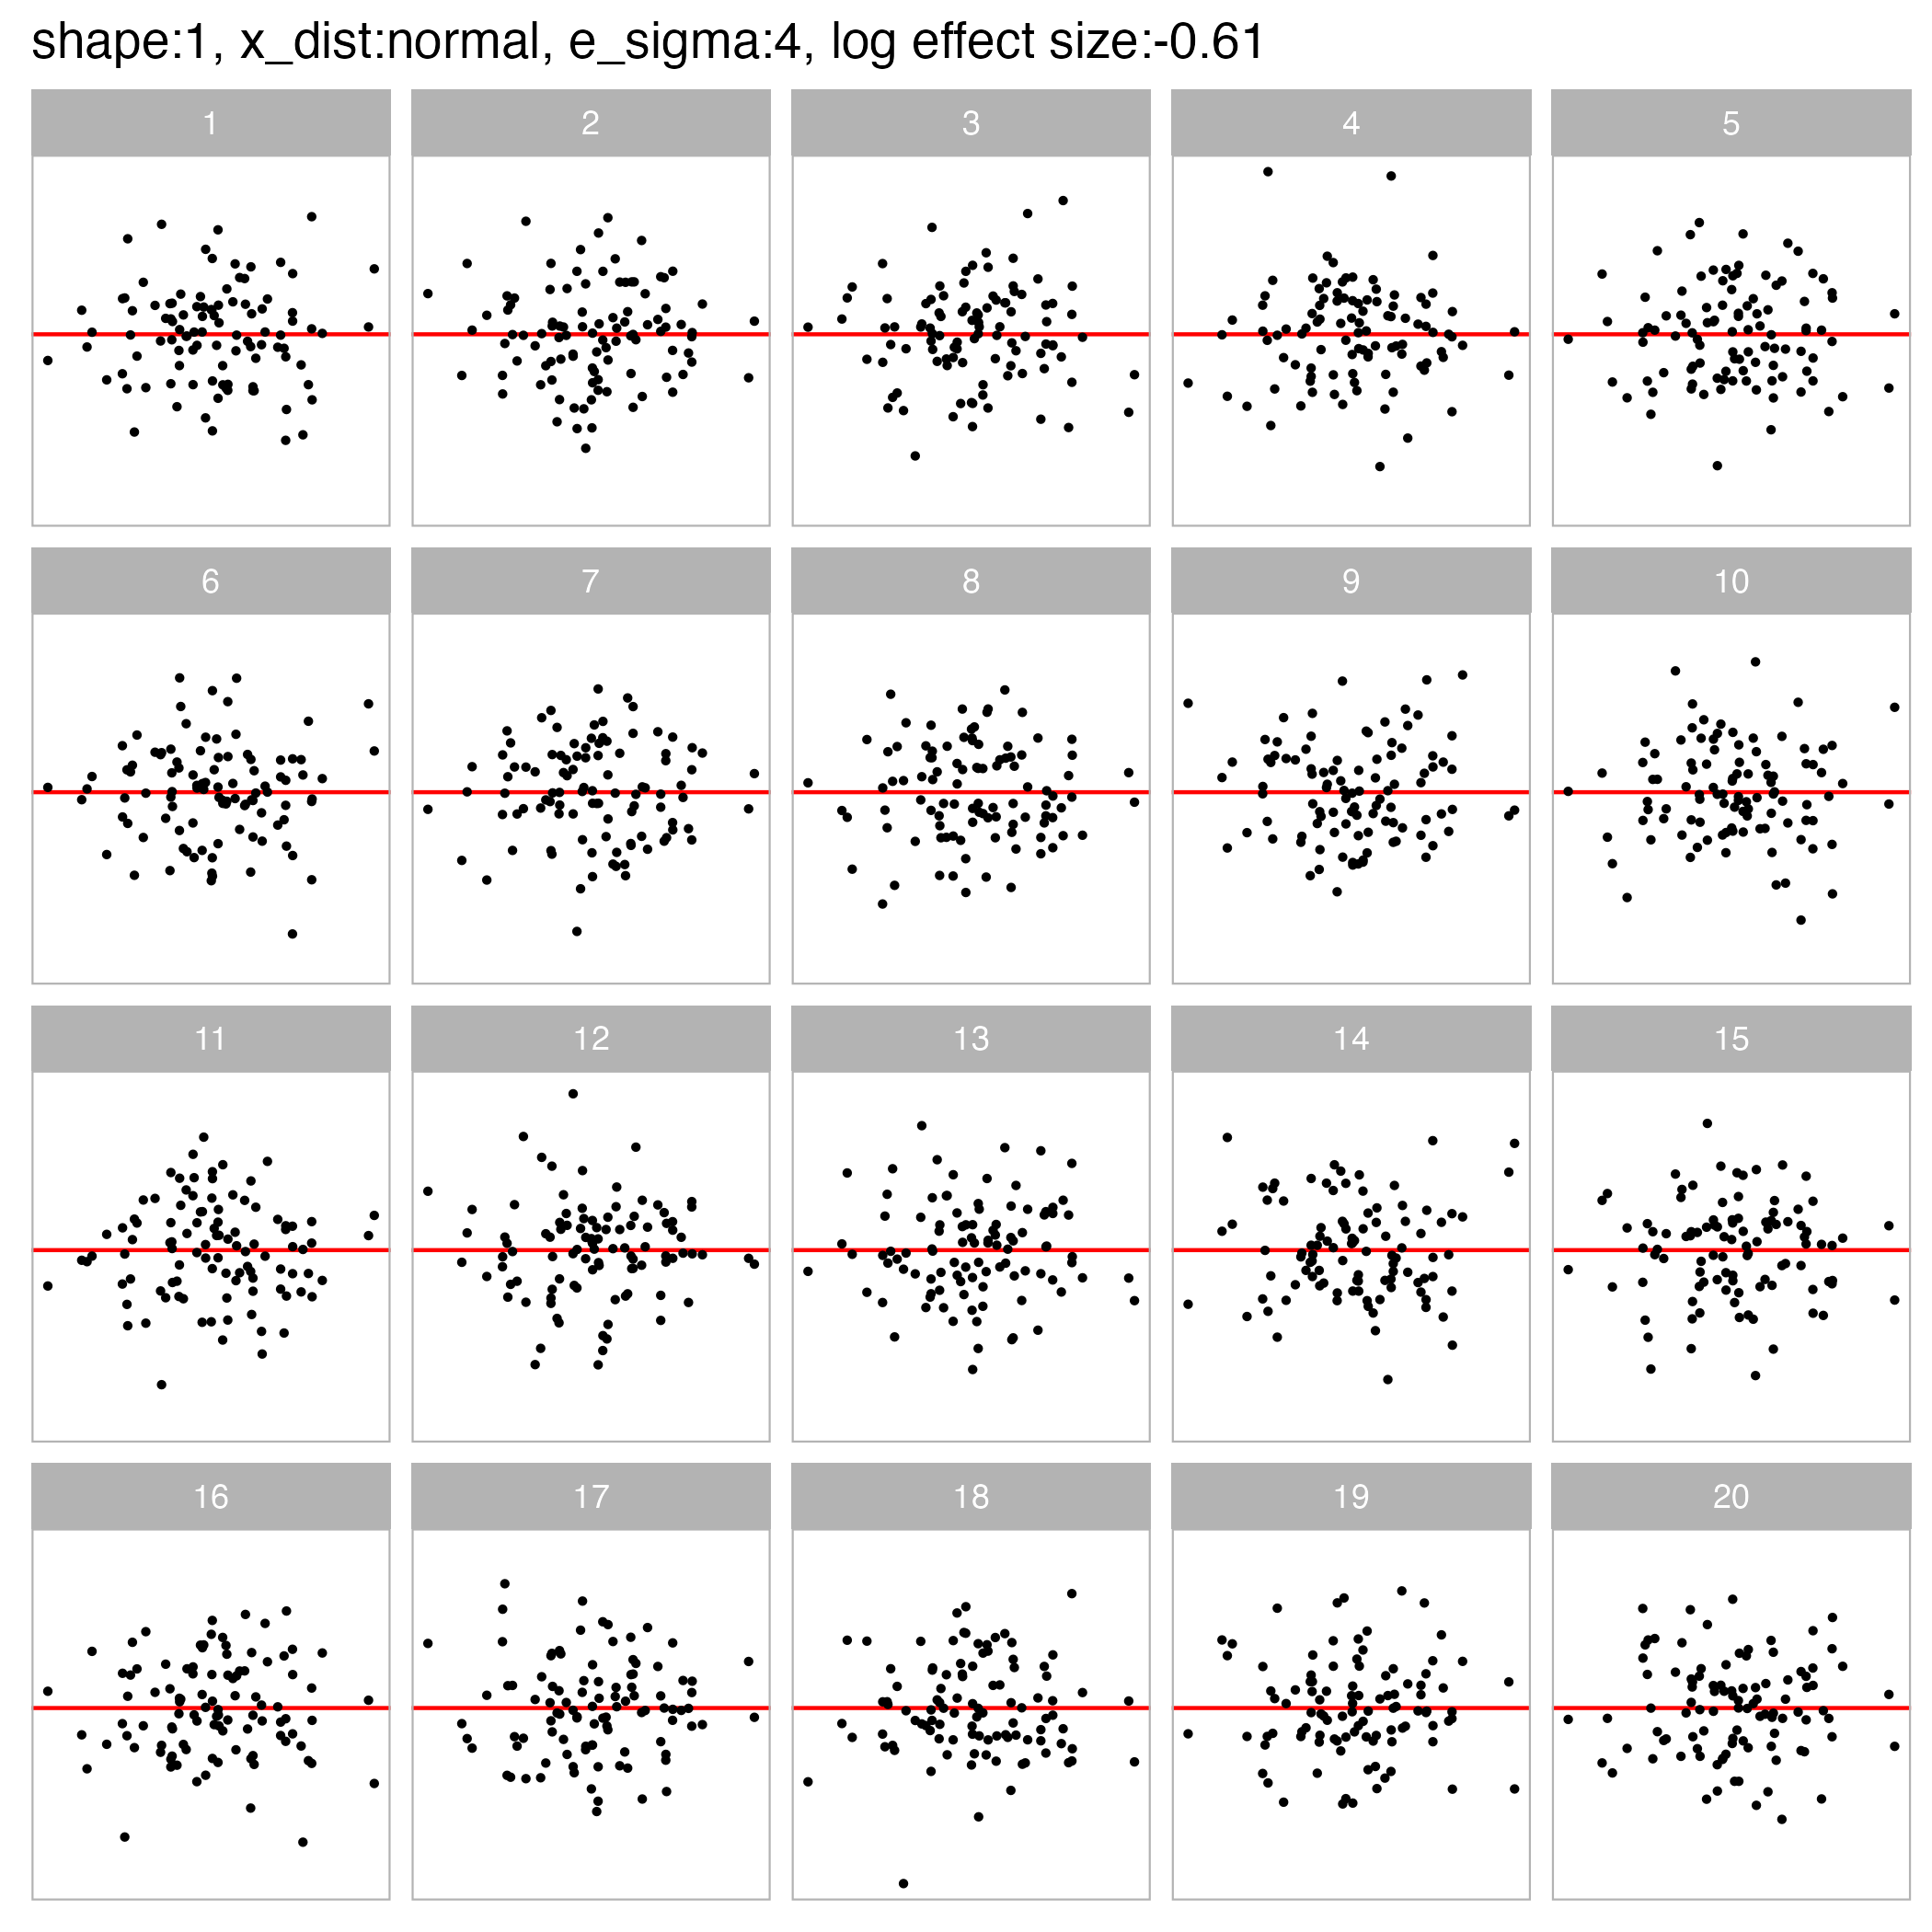 shape:1, x_dist:normal, e_sigma:4, log effect size:-0.61
1 2 3 4 5
6 7 8 9 10
11 12 13 14 15
16 17 18 19 20